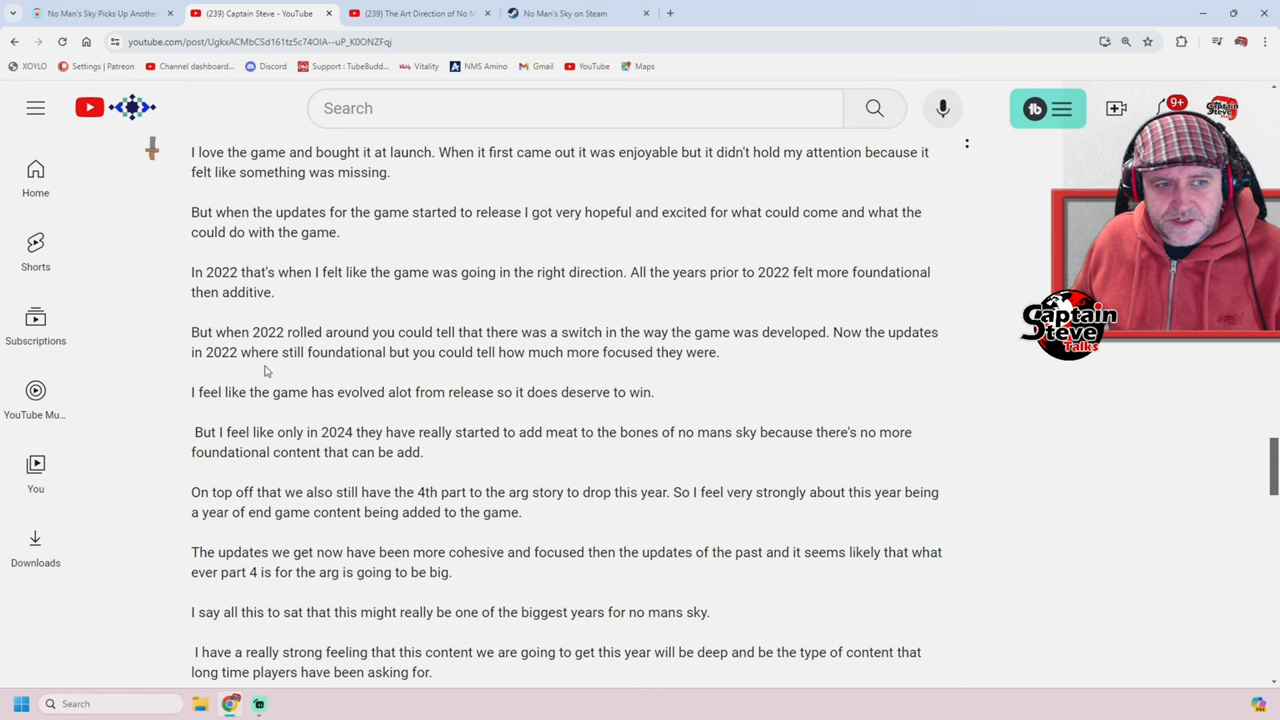 No Man's Sky Picks Up Anothe
(239) Captain Steve - YouTube
(239) The Art Direction of No M
No Man's Sky on Steam
youtube.com/post/UgkxACMbCSd161tz5c74OIA--uP_K0ONZFqj
XOYLO
Settings | Patreon
Channel dashboard...
Discord
Support : TubeBudd...
Vitality
NMS Amino
Gmail
YouTube
Maps
Search
9+
Home
Shorts
Subscriptions
YouTube Mu...
You
Downloads
I love the game and bought it at launch. When it first came out it was enjoyable but it didn't hold my attention because it
felt like something was missing.
But when the updates for the game started to release I got very hopeful and excited for what could come and what the
could do with the game.
In 2022 that's when I felt like the game was going in the right direction. All the years prior to 2022 felt more foundational
then additive.
But when 2022 rolled around you could tell that there was a switch in the way the game was developed. Now the updates
in 2022 where still foundational but you could tell how much more focused they were.
I feel like the game has evolved alot from release so it does deserve to win.
But I feel like only in 2024 they have really started to add meat to the bones of no mans sky because there's no more
foundational content that can be add.
On top off that we also still have the 4th part to the arg story to drop this year. So I feel very strongly about this year being
a year of end game content being added to the game.
The updates we get now have been more cohesive and focused then the updates of the past and it seems likely that what
ever part 4 is for the arg is going to be big.
I say all this to sat that this might really be one of the biggest years for no mans sky.
I have a really strong feeling that this content we are going to get this year will be deep and be the type of content that
long time players have been asking for.
Captain
Steve
Talks
Search